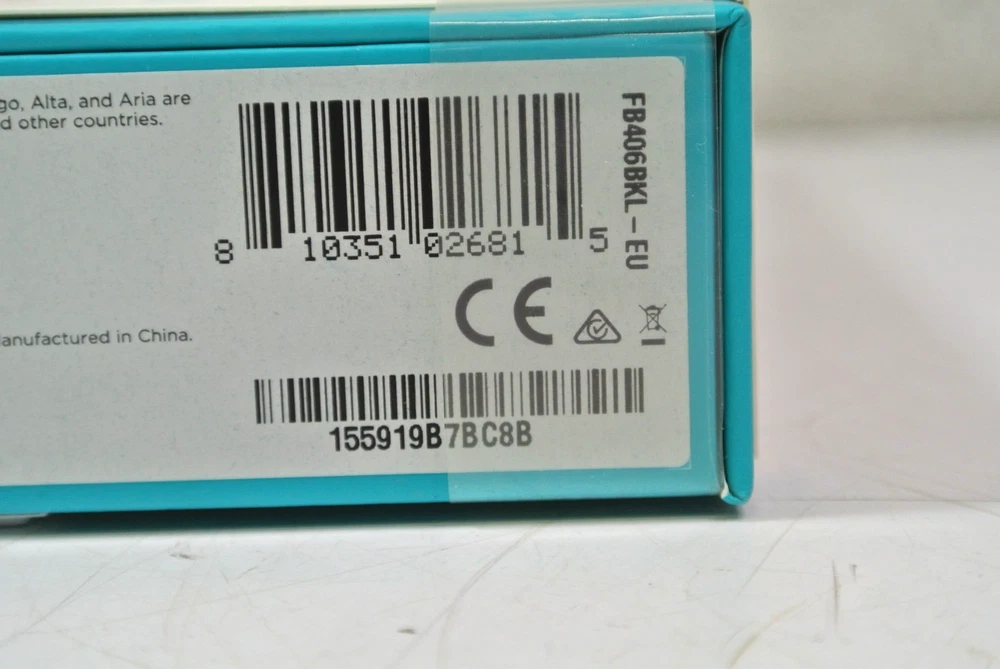 go, Alta, and Aria are
d other countries.
8 10351 02681 5
FB406BKL – EU
CE
anufactured in China.
155919B7BC8B